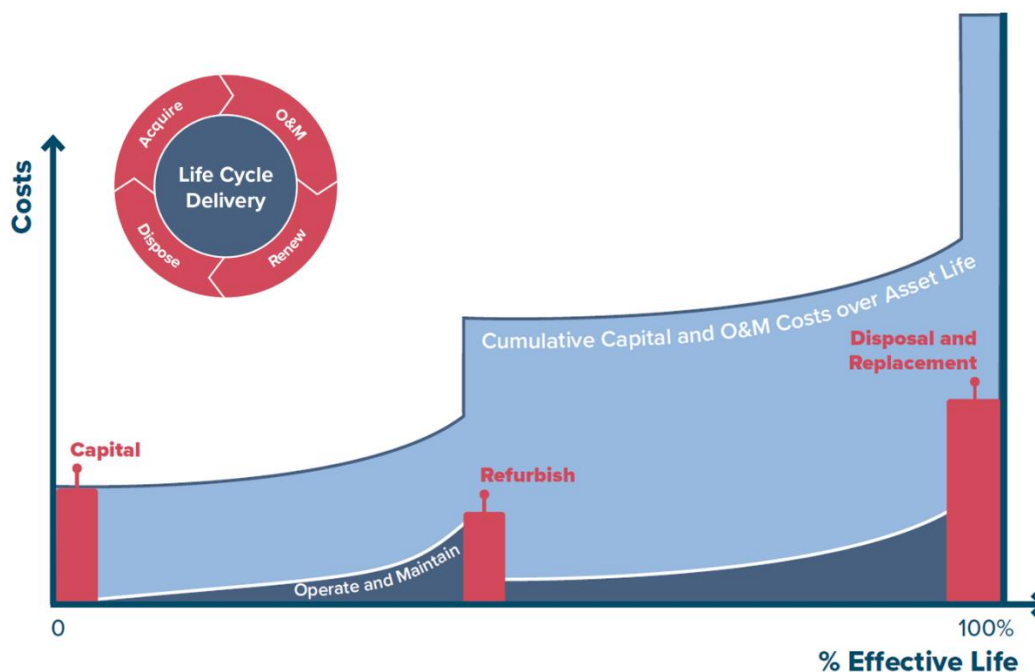 Costs
Acquire
O&M
Renew
Dispose
Life Cycle
Delivery
Cumulative Capital and O&M Costs over Asset Life
Disposal and
Replacement
Capital
Refurbish
Operate and Maintain
0
100%
% Effective Life